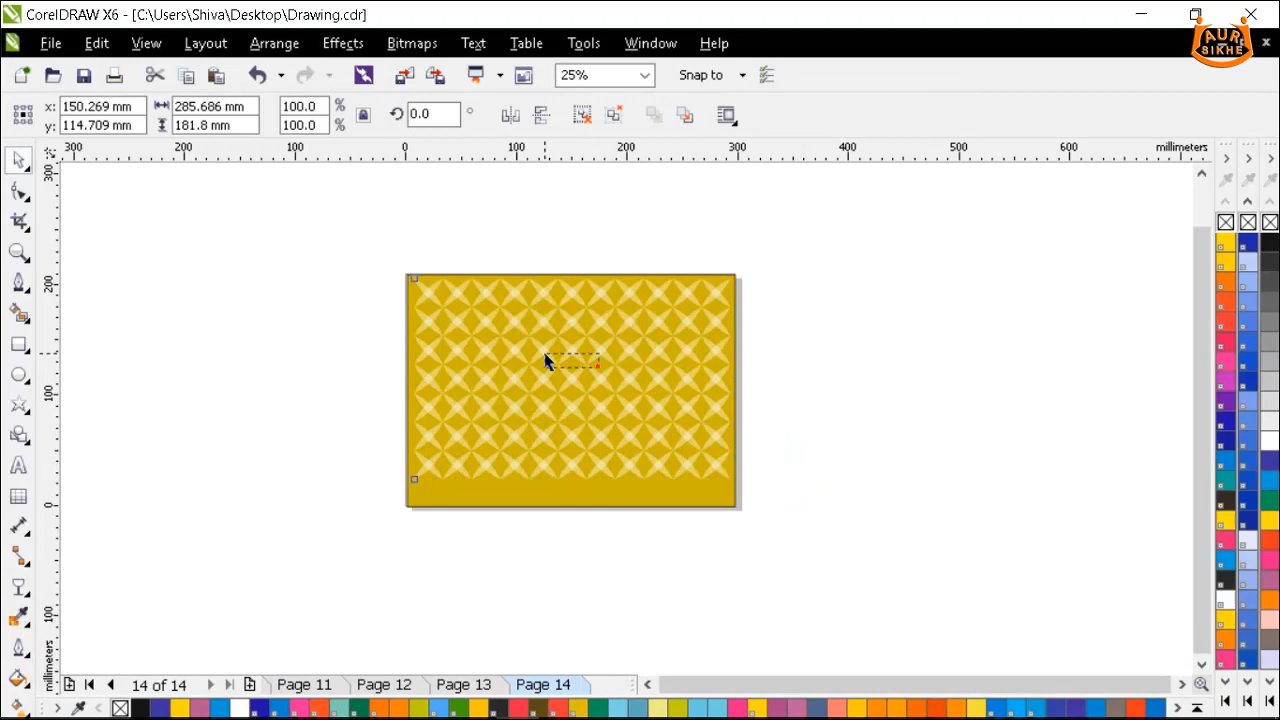 CorelDRAW X6 - [C:\Users\Shiva\Desktop\Drawing.cdr]
AUR
SIKHE
File Edit View Layout Arrange Effects Bitmaps Text Table Tools Window Help
25% Snap to
x: 150.269 mm 285.686 mm 100.0 %
y: 114.709 mm 181.8 mm 100.0 %
0.0 °
300 200 100 0 100 200 300 400 500 600 millimeters
300
200
100
0
100
millimeters
14 of 14 Page 11 Page 12 Page 13 Page 14